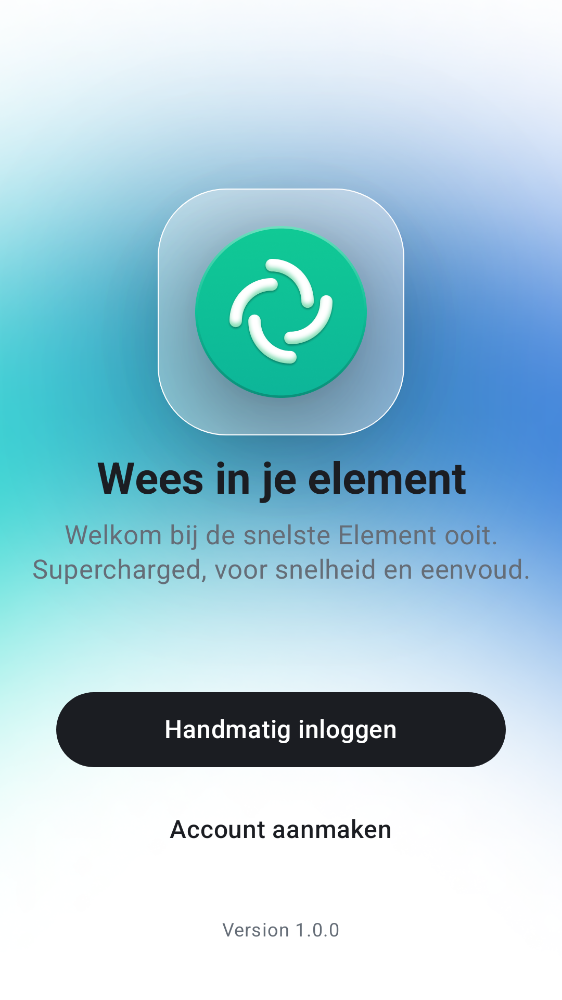 Wees in je element
Welkom bij de snelste Element ooit.
Supercharged, voor snelheid en eenvoud.
Handmatig inloggen
Account aanmaken
Version 1.0.0